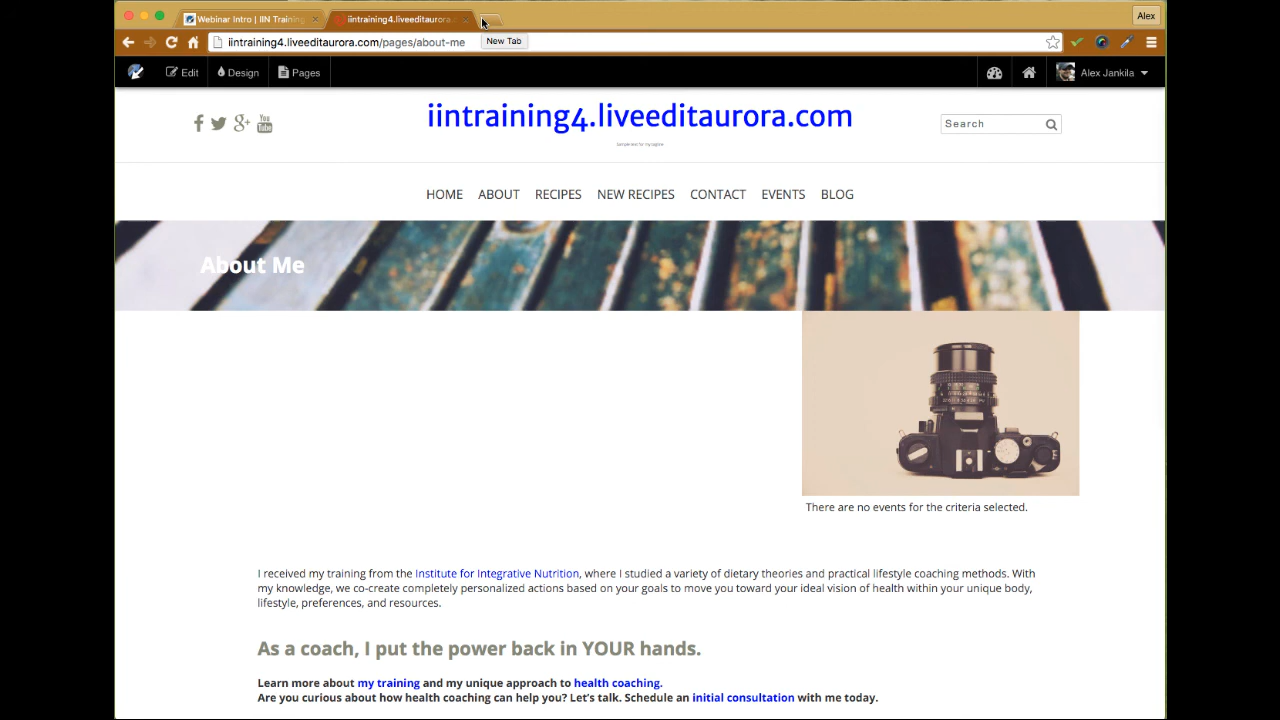 Webinar Intro | IIN Training
iintraining4.liveeditaurora.c
Alex
iintraining4.liveeditaurora.com/pages/about-me
New Tab
Edit
Design
Pages
Alex Jankila
iintraining4.liveeditaurora.com
Search
You
Tube
HOME ABOUT RECIPES NEW RECIPES CONTACT EVENTS BLOG
About Me
There are no events for the criteria selected.
I received my training from the Institute for Integrative Nutrition, where I studied a variety of dietary theories and practical lifestyle coaching methods. With
my knowledge, we co-create completely personalized actions based on your goals to move you toward your ideal vision of health within your unique body,
lifestyle, preferences, and resources.
As a coach, I put the power back in YOUR hands.
Learn more about my training and my unique approach to health coaching.
Are you curious about how health coaching can help you? Let's talk. Schedule an initial consultation with me today.